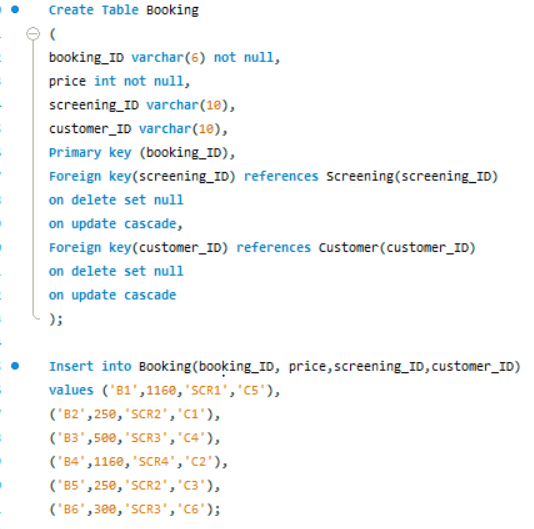 Create Table Booking
(
booking_ID varchar(6) not null,
price int not null,
screening_ID varchar(10),
customer_ID varchar(10),
Primary key (booking_ID),
Foreign key(screening_ID) references Screening(screening_ID)
on delete set null
on update cascade,
Foreign key(customer_ID) references Customer(customer_ID)
on delete set null
on update cascade
);
Insert into Booking(booking_ID, price,screening_ID,customer_ID)
values ('B1',1160,'SCR1','C5'),
('B2',250,'SCR2','C1'),
('B3',500,'SCR3','C4'),
('B4',1160,'SCR4','C2'),
('B5',250,'SCR2','C3'),
('B6',300,'SCR3','C6');